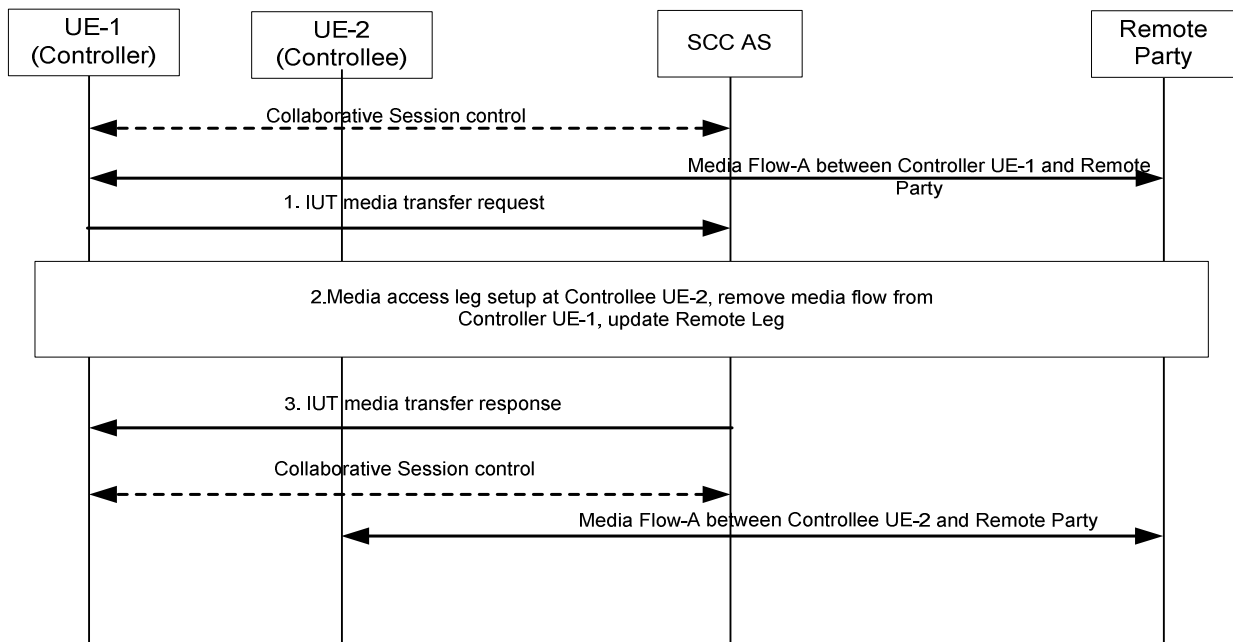 UE-1
(Controller)
UE-2
(Controllee)
SCC AS
Remote
Party
Collaborative Session control
Media Flow-A between Controller UE-1 and Remote
Party
1. IUT media transfer request
2.Media access leg setup at Controllee UE-2, remove media flow from
Controller UE-1, update Remote Leg
3. IUT media transfer response
Collaborative Session control
Media Flow-A between Controllee UE-2 and Remote Party